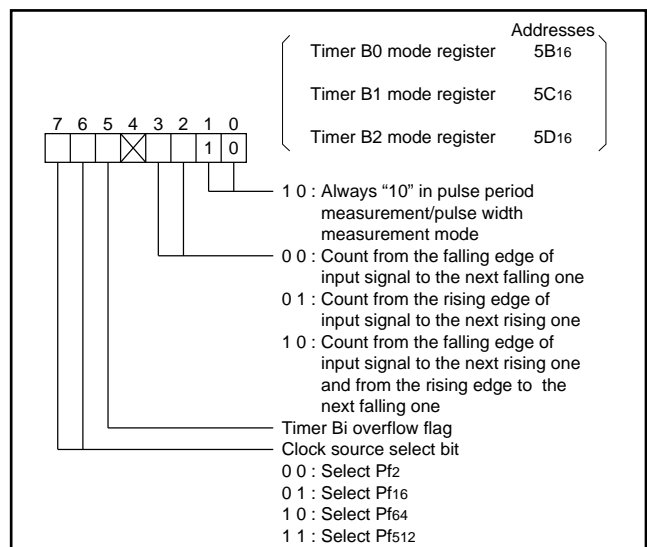 Addresses
Timer B0 mode register 5B16
Timer B1 mode register 5C16
Timer B2 mode register 5D16
7 6 5 4 3 2 1 0
1 0
1 0 : Always “10” in pulse period
measurement/pulse width
measurement mode
0 0 : Count from the falling edge of
input signal to the next falling one
0 1 : Count from the rising edge of
input signal to the next rising one
1 0 : Count from the falling edge of
input signal to the next rising one
and from the rising edge to the
next falling one
Timer Bi overflow flag
Clock source select bit
0 0 : Select Pf2
0 1 : Select Pf16
1 0 : Select Pf64
1 1 : Select Pf512